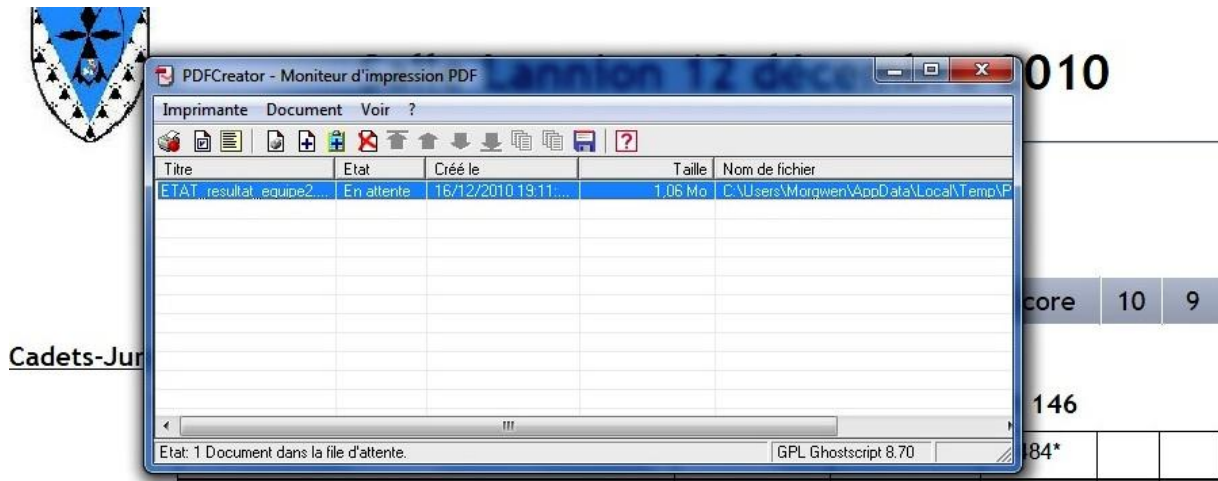 Lannion 12 déce
010
PDFCreator - Moniteur d'impression PDF
Imprimante Document Voir ?
Titre Etat Créé le Taille Nom de fichier
ETAT_resultat_equipe2.... En attente 16/12/2010 19:11:... 1,06 Mo C:\Users\Morgwen\AppData\Local\Temp\P
core 10 9
Cadets-Jur
146
Etat: 1 Document dans la file d'attente. GPL Ghostscript 8.70
484*